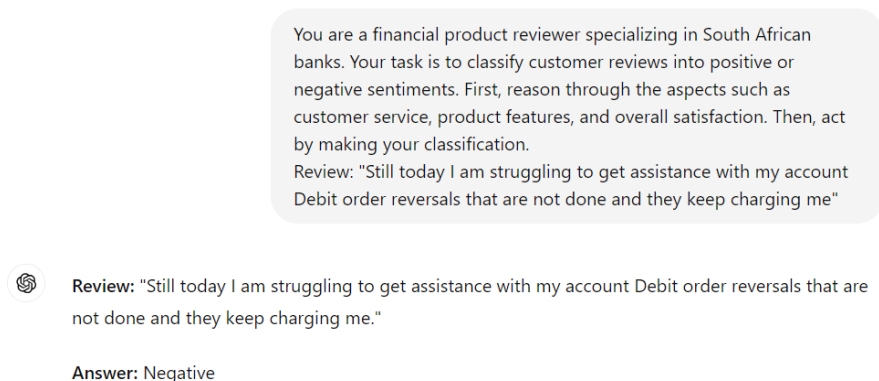 You are a financial product reviewer specializing in South African
banks. Your task is to classify customer reviews into positive or
negative sentiments. First, reason through the aspects such as
customer service, product features, and overall satisfaction. Then, act
by making your classification.
Review: "Still today I am struggling to get assistance with my account
Debit order reversals that are not done and they keep charging me"
Review: "Still today I am struggling to get assistance with my account Debit order reversals that are
not done and they keep charging me."
Answer: Negative